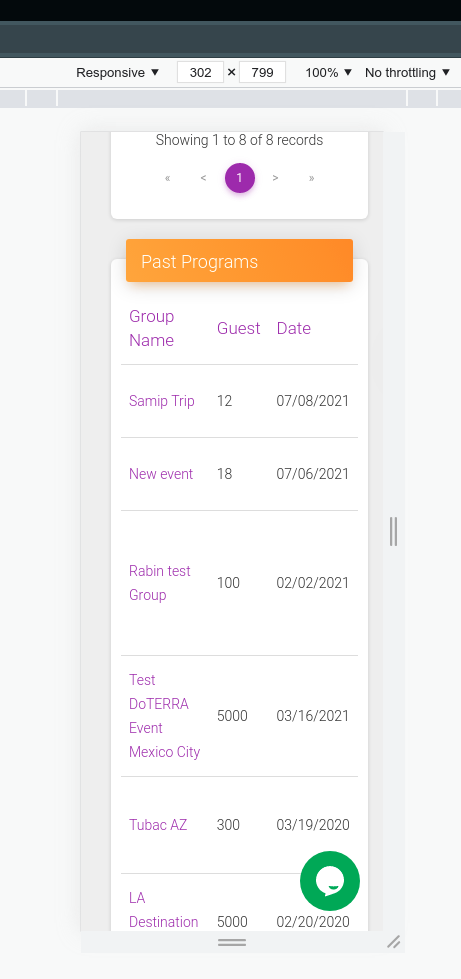 Responsive ▼ 302 × 799 100% ▼ No throttling ▼
Showing 1 to 8 of 8 records
« < 1 > »
Past Programs
Group Name Guest Date
Samip Trip 12 07/08/2021
New event 18 07/06/2021
Rabin test Group 100 02/02/2021
Test DoTERRA Event Mexico City 5000 03/16/2021
Tubac AZ 300 03/19/2020
LA Destination 5000 02/20/2020